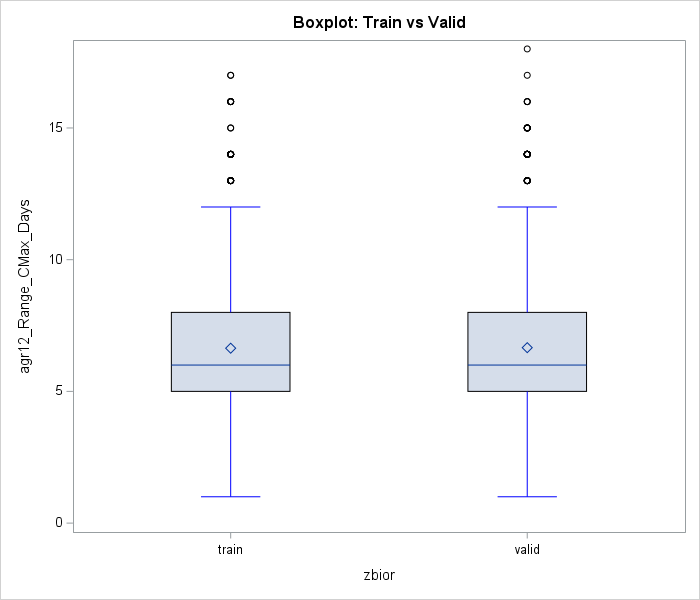 Boxplot: Train vs Valid
agr12_Range_CMax_Days
15
10
5
0
train
valid
zbior